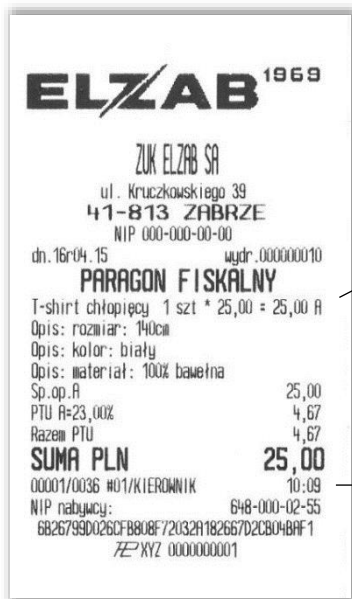 ELZAB 1969
ZUK ELZAB SA
ul. Kruczkowskiego 39
41-813 ZABRZE
NIP 000-000-00-00
dn.16r04.15 wydr.000000010
PARAGON FISKALNY
T-shirt chłopięcy 1 szt * 25,00 = 25,00 A
Opis: rozmiar: 140cm
Opis: kolor: biały
Opis: materiał: 100% bawełna
Sp.op.A 25,00
PTU A=23,00% 4,67
Razem PTU 4,67
SUMA PLN 25,00
00001/0036 #01/KIEROWNIK 10:09
NIP nabywcy: 648-000-02-55
6B26799D026CFB808F72032A182667D2CB04BAF1
XYZ 0000000001